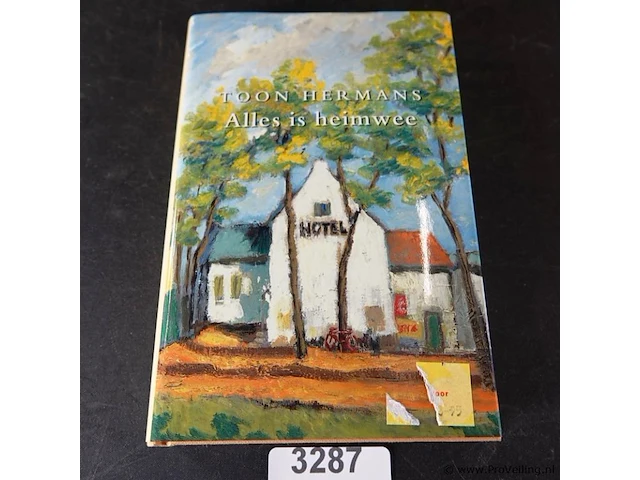 TOON HERMANS
Alles is heimwee
HOTEL
3287
© www.ProVeiling.nl